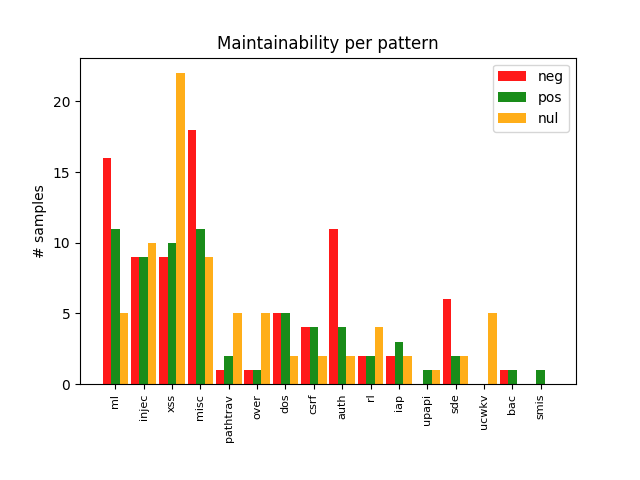 Maintainability per pattern
neg
pos
nul
# samples
20
15
10
5
0
ml
injec
xss
misc
pathtrav
over
dos
csrf
auth
rl
iap
upapi
sde
ucwkv
bac
smis